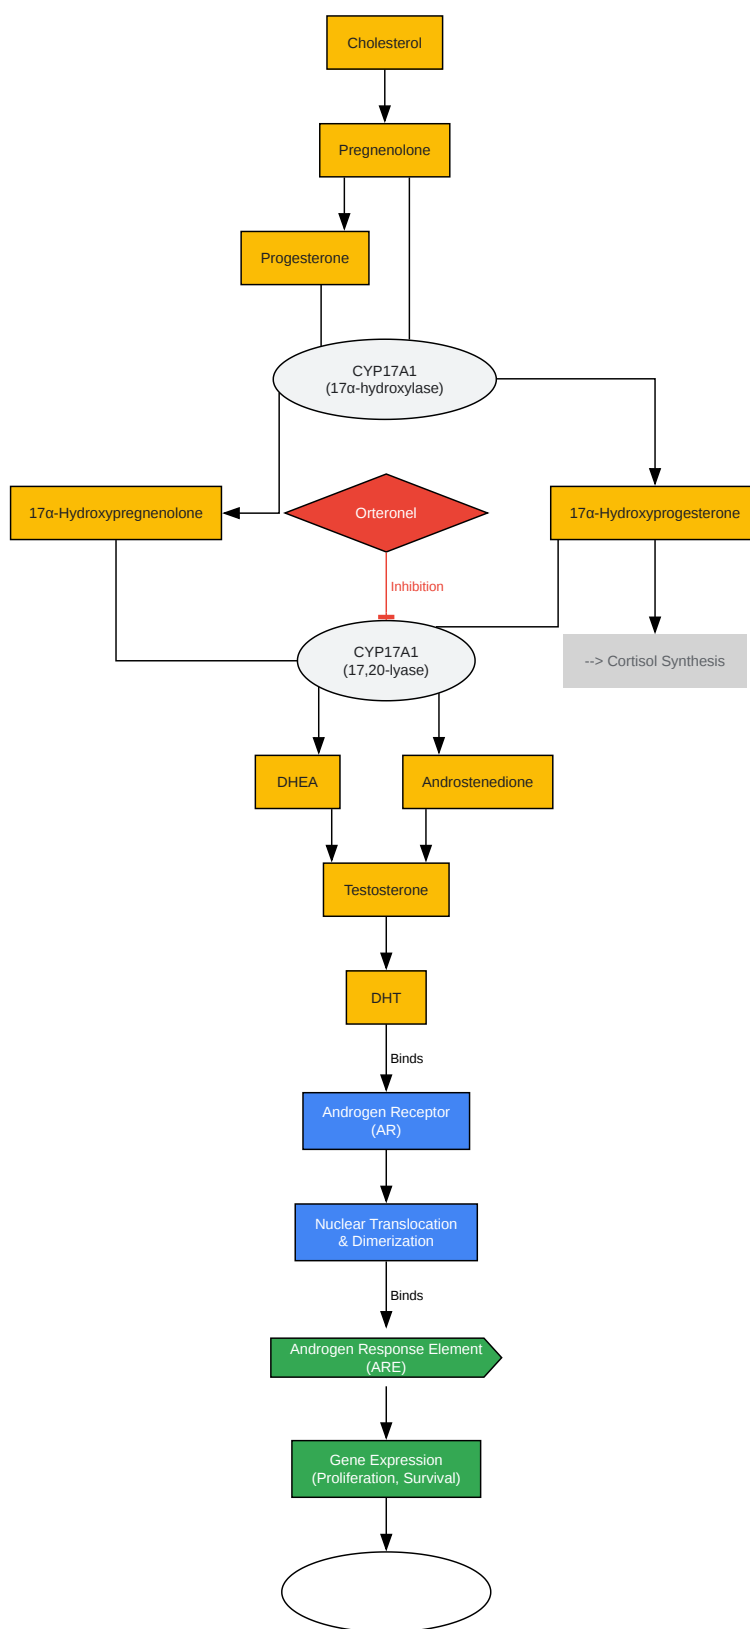 Cholesterol
Pregnenolone
Progesterone
CYP17A1
(17α-hydroxylase)
17α-Hydroxypregnenolone
Orteronel
17α-Hydroxyprogesterone
Inhibition
CYP17A1
(17,20-lyase)
--> Cortisol Synthesis
DHEA
Androstenedione
Testosterone
DHT
Binds
Androgen Receptor
(AR)
Nuclear Translocation
& Dimerization
Binds
Androgen Response Element
(ARE)
Gene Expression
(Proliferation, Survival)